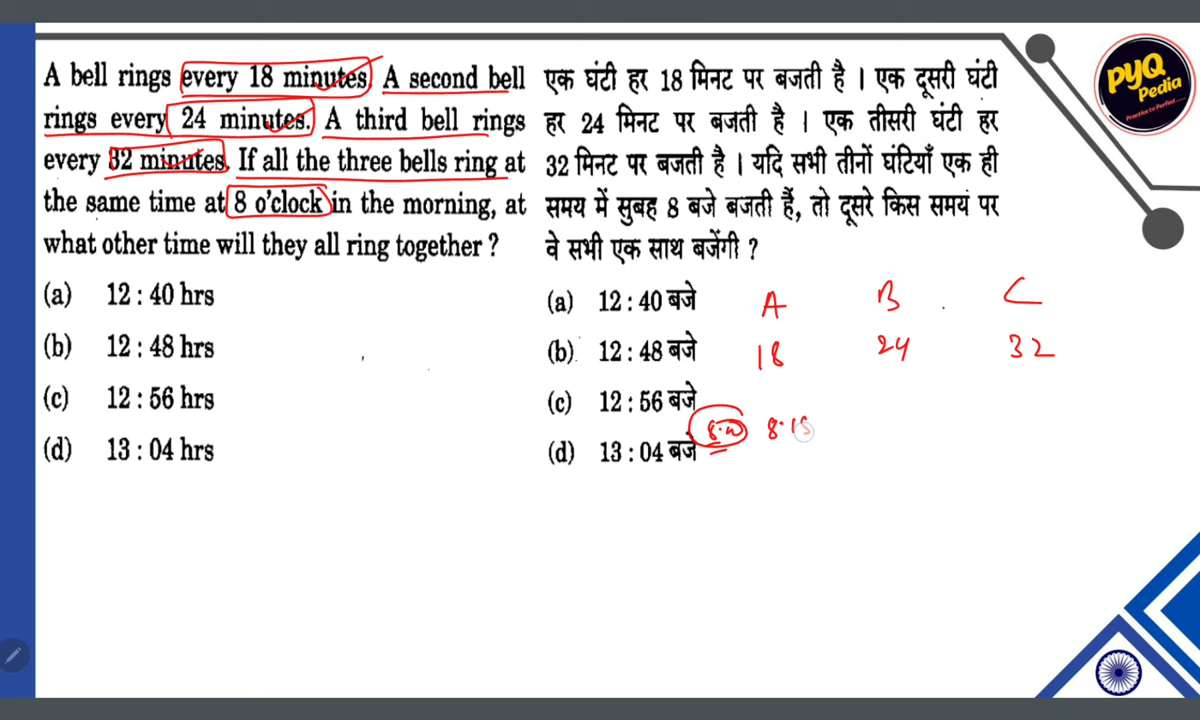 A bell rings every 18 minutes. A second bell
rings every 24 minutes. A third bell rings
every 32 minutes. If all the three bells ring at
the same time at 8 o'clock in the morning, at
what other time will they all ring together ?
(a) 12 : 40 hrs
(b) 12 : 48 hrs
(c) 12 : 56 hrs
(d) 13 : 04 hrs
एक घंटी हर 18 मिनट पर बजती है । एक दूसरी घंटी
हर 24 मिनट पर बजती है । एक तीसरी घंटी हर
32 मिनट पर बजती है । यदि सभी तीनों घंटियाँ एक ही
समय में सुबह 8 बजे बजती हैं, तो दूसरे किस समय पर
वे सभी एक साथ बजेंगी ?
(a) 12 : 40 बजे
(b) 12 : 48 बजे
(c) 12 : 56 बजे
(d) 13 : 04 बजे
A B C
18 24 32
PYQ
Pedia
Practice to Perfect